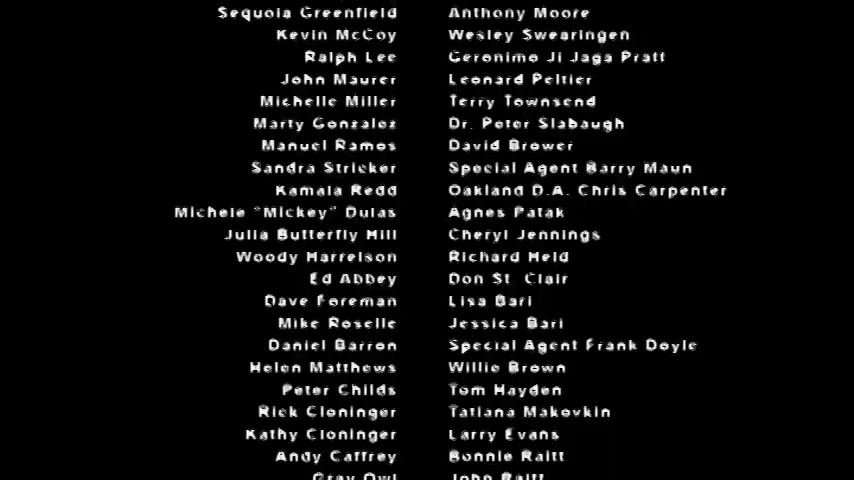 Sequoia Greenfield Anthony Moore
Kevin McCoy Wesley Swearingen
Ralph Lee Geronimo Ji Jaga Pratt
John Maurer Leonard Peltier
Michelle Miller Terry Townsend
Marty Gonzalez Dr. Peter Slabaugh
Manuel Ramos David Brower
Sandra Stricker Special Agent Barry Maun
Kamala Redd Oakland D.A. Chris Carpenter
Michele "Mickey" Dulas Agnes Patak
Julia Butterfly Hill Cheryl Jennings
Woody Harrelson Richard Held
Ed Abbey Don St. Clair
Dave Foreman Lisa Bari
Mike Roselle Jessica Bari
Daniel Barron Special Agent Frank Doyle
Helen Matthews Willie Brown
Peter Childs Tom Hayden
Rick Cloninger Tatiana Makovkin
Kathy Cloninger Larry Evans
Andy Caffrey Bonnie Raitt
Gray Owl John Raitt